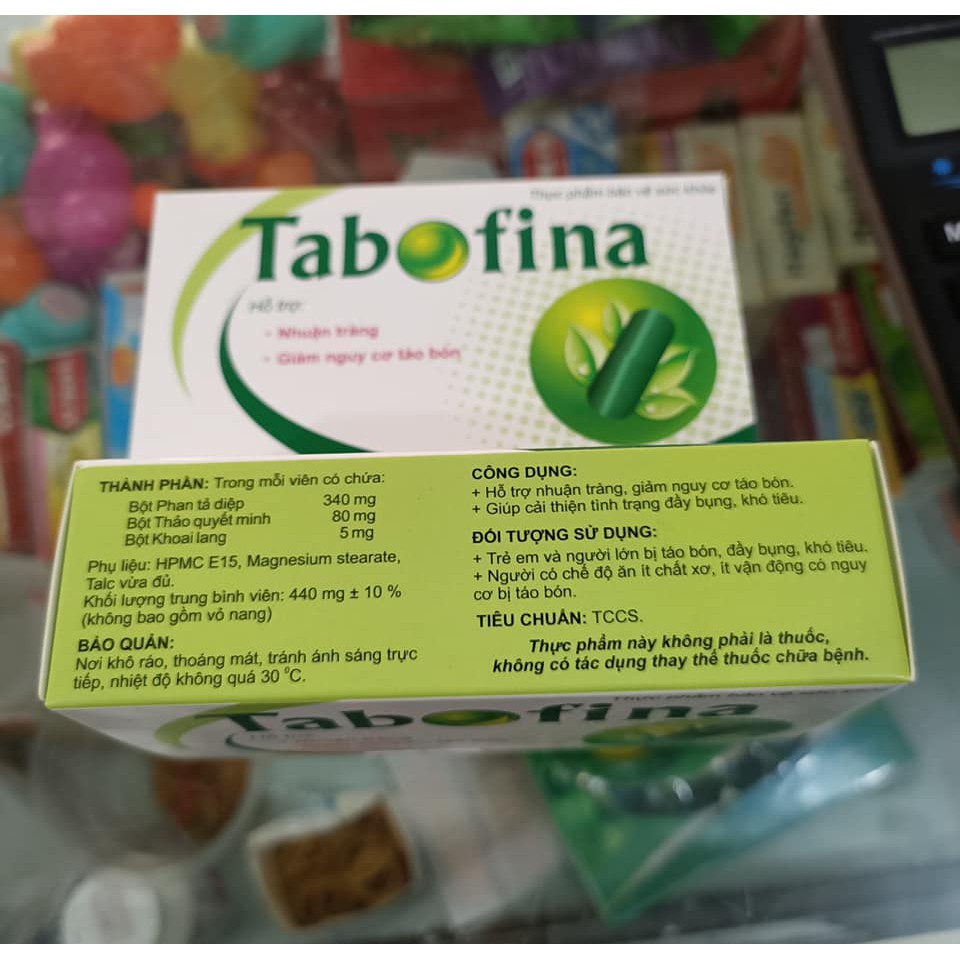 Thực phẩm bảo vệ sức khỏe
Tabofina
Hỗ trợ:
- Nhuận tràng
- Giảm nguy cơ táo bón
THÀNH PHẦN: Trong mỗi viên có chứa:
Bột Phan tả diệp 340 mg
Bột Thảo quyết minh 80 mg
Bột Khoai lang 5 mg
Phụ liệu: HPMC E15, Magnesium stearate,
Talc vừa đủ.
Khối lượng trung bình viên: 440 mg ± 10 %
(không bao gồm vỏ nang)
BẢO QUẢN:
Nơi khô ráo, thoáng mát, tránh ánh sáng trực
tiếp, nhiệt độ không quá 30 °C.
CÔNG DỤNG:
+ Hỗ trợ nhuận tràng, giảm nguy cơ táo bón.
+ Giúp cải thiện tình trạng đầy bụng, khó tiêu.
ĐỐI TƯỢNG SỬ DỤNG:
+ Trẻ em và người lớn bị táo bón, đầy bụng, khó tiêu.
+ Người có chế độ ăn ít chất xơ, ít vận động có nguy
cơ bị táo bón.
TIÊU CHUẨN: TCCS.
Thực phẩm này không phải là thuốc,
không có tác dụng thay thế thuốc chữa bệnh.
Tabofina
M